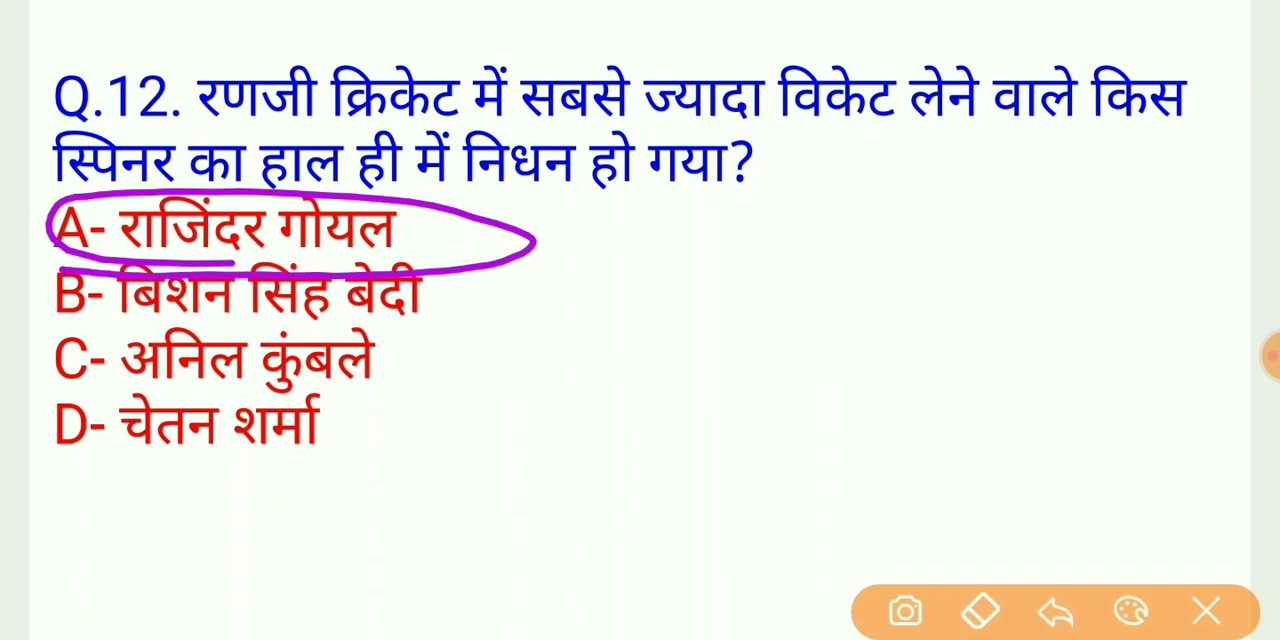 Q.12. रणजी क्रिकेट में सबसे ज्यादा विकेट लेने वाले किस
स्पिनर का हाल ही में निधन हो गया?
A- राजिंदर गोयल
B- बिशन सिंह बेदी
C- अनिल कुंबले
D- चेतन शर्मा